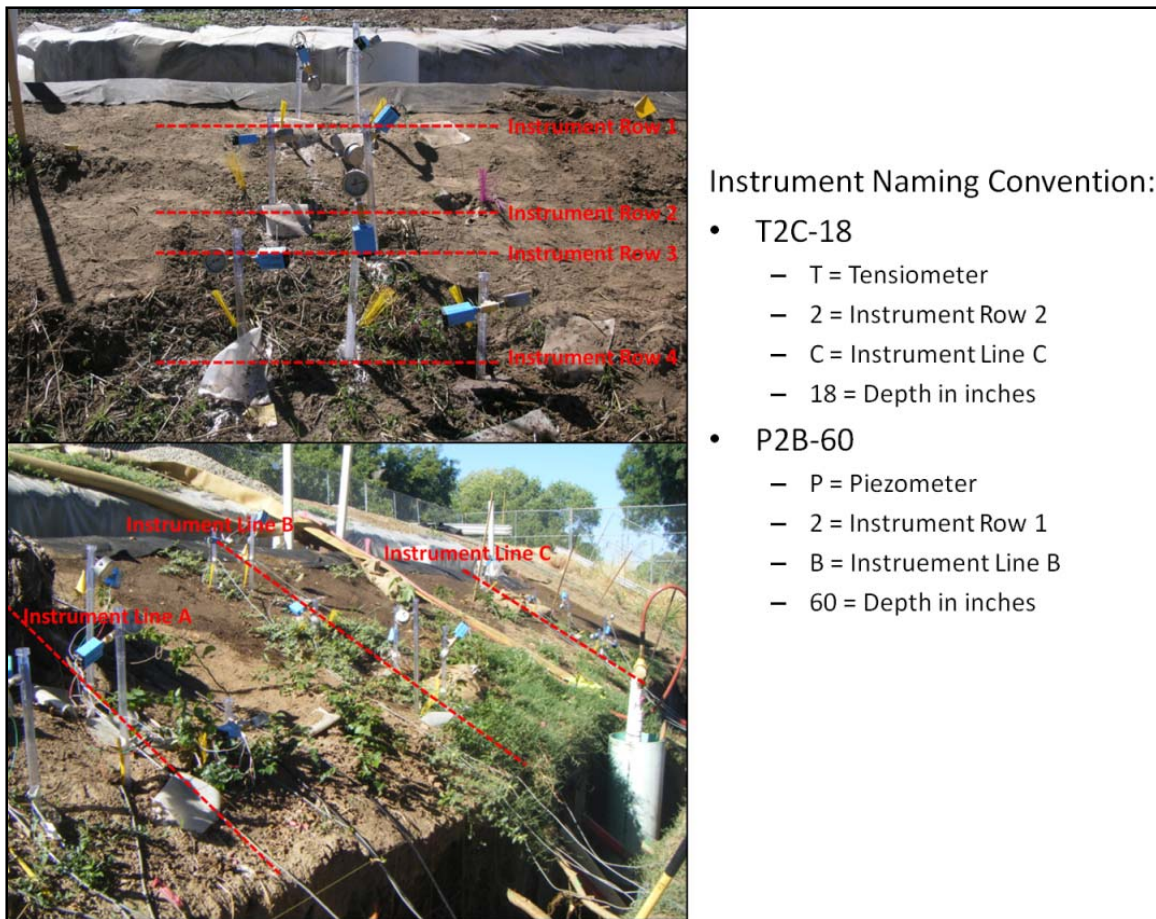 Instrument Row 1
Instrument Row 2
Instrument Row 3
Instrument Row 4
Instrument Line B
Instrument Line C
Instrument Line A
Instrument Naming Convention:
• T2C-18
– T = Tensiometer
– 2 = Instrument Row 2
– C = Instrument Line C
– 18 = Depth in inches
• P2B-60
– P = Piezometer
– 2 = Instrument Row 1
– B = Instruement Line B
– 60 = Depth in inches